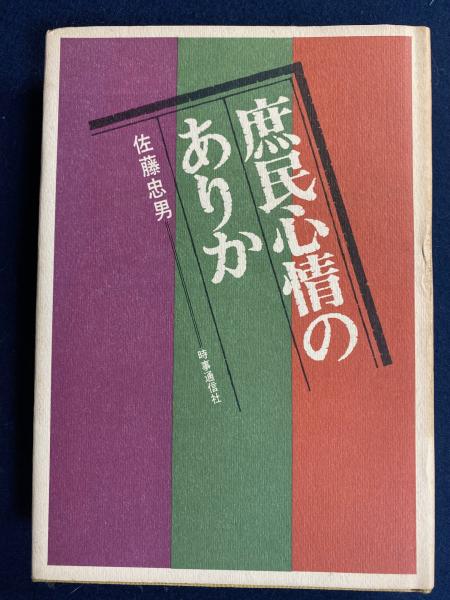 庶民心情の
ありか
佐藤忠男
時事通信社